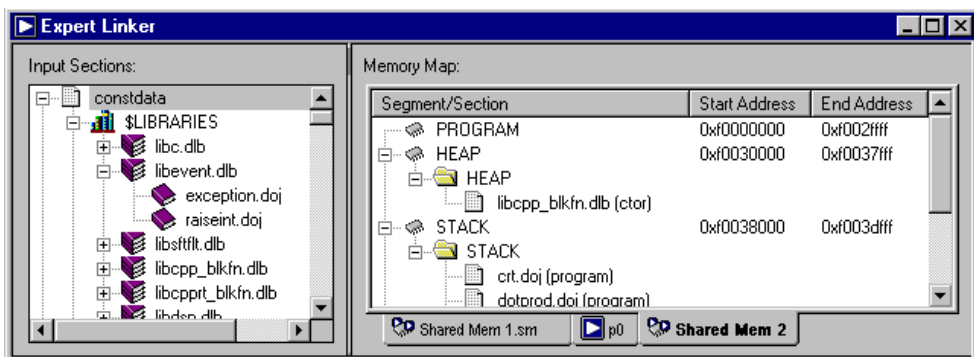 Expert Linker
Input Sections:
constdata
$LIBRARIES
libc.dlb
libevent.dlb
exception.doj
raiseint.doj
libsftflt.dlb
libcpp_blkfn.dlb
libcpprt_blkfn.dlb
libdsp.dlb
Memory Map:
Segment/Section Start Address End Address
PROGRAM 0xf0000000 0xf002ffff
HEAP 0xf0030000 0xf0037fff
HEAP
libcpp_blkfn.dlb (ctor)
STACK 0xf0038000 0xf003dfff
STACK
crt.doj (program)
dotprod.doj (program)
Shared Mem 1.sm p0 Shared Mem 2